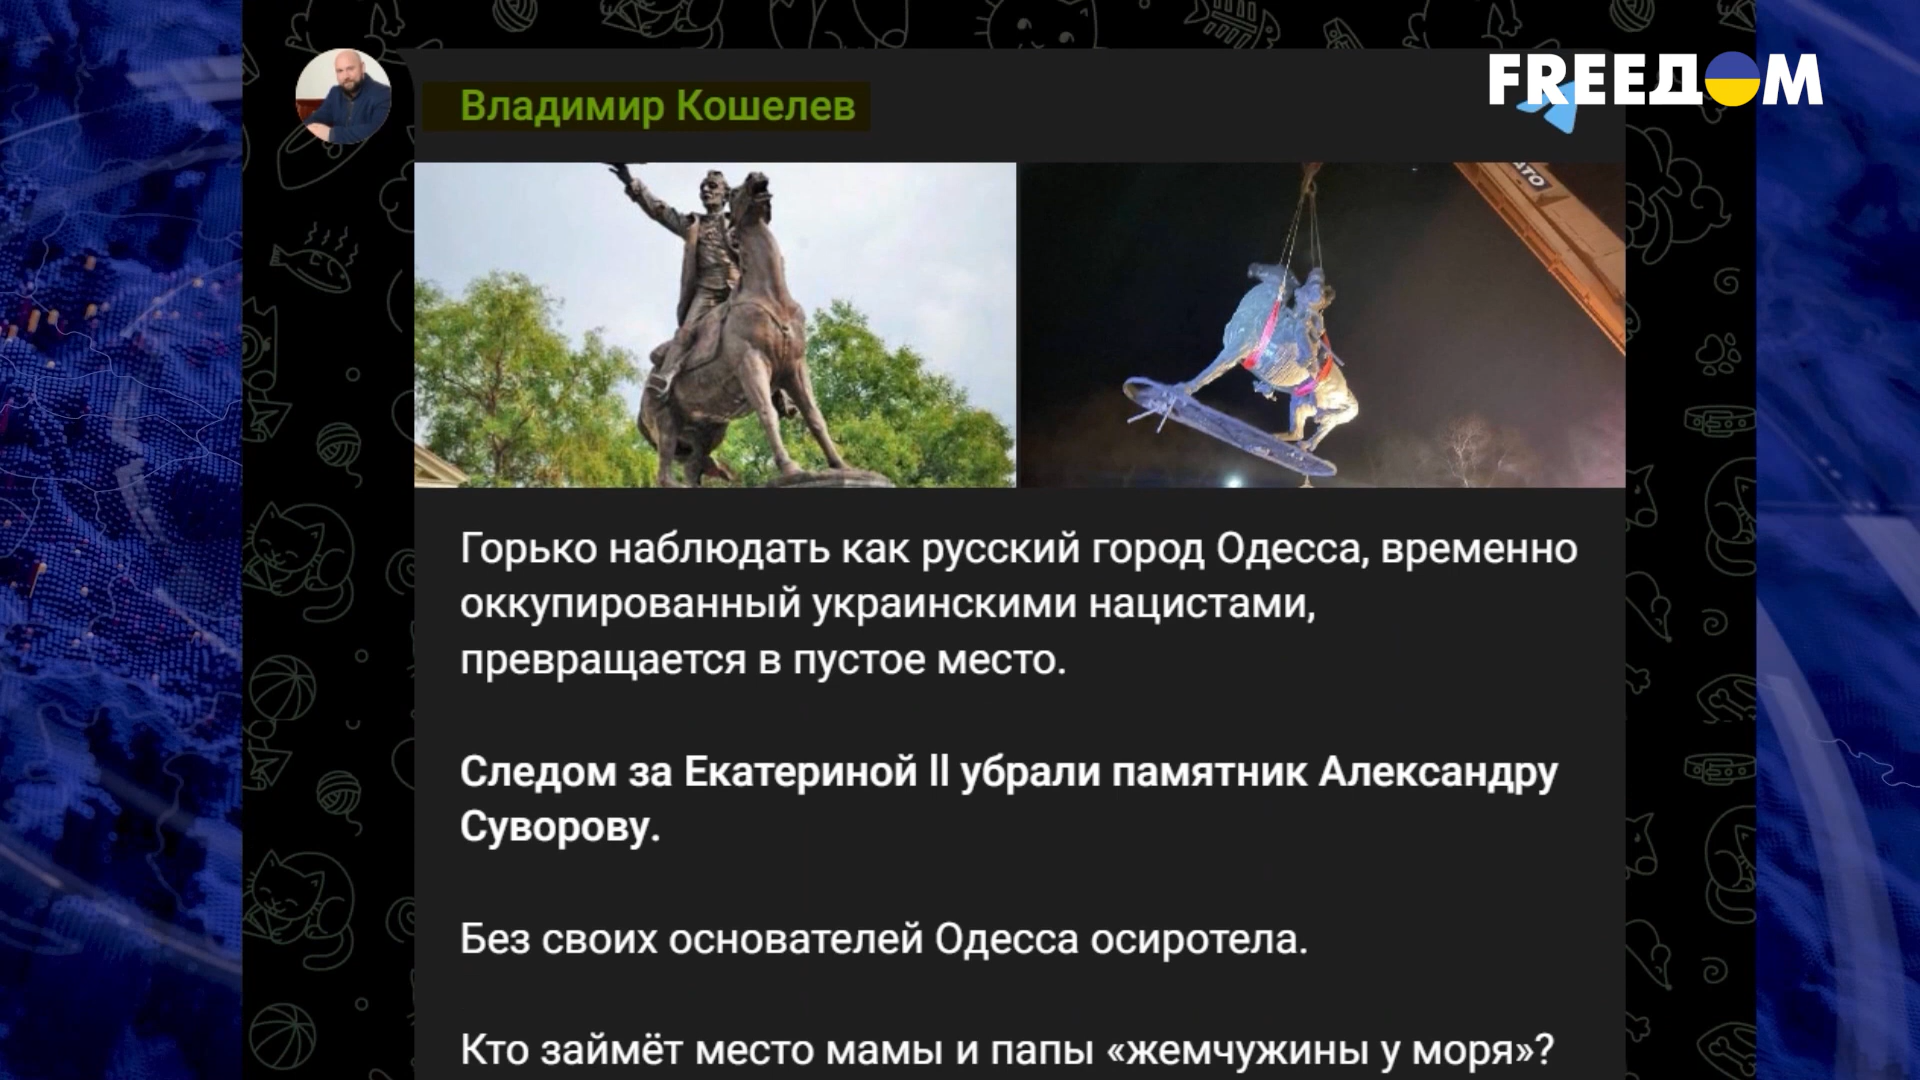 FREEДOM
Владимир Кошелев
Горько наблюдать как русский город Одесса, временно
оккупированный украинскими нацистами,
превращается в пустое место.
Следом за Екатериной ll убрали памятник Александру
Суворову.
Без своих основателей Одесса осиротела.
Кто займёт место мамы и папы «жемчужины у моря»?